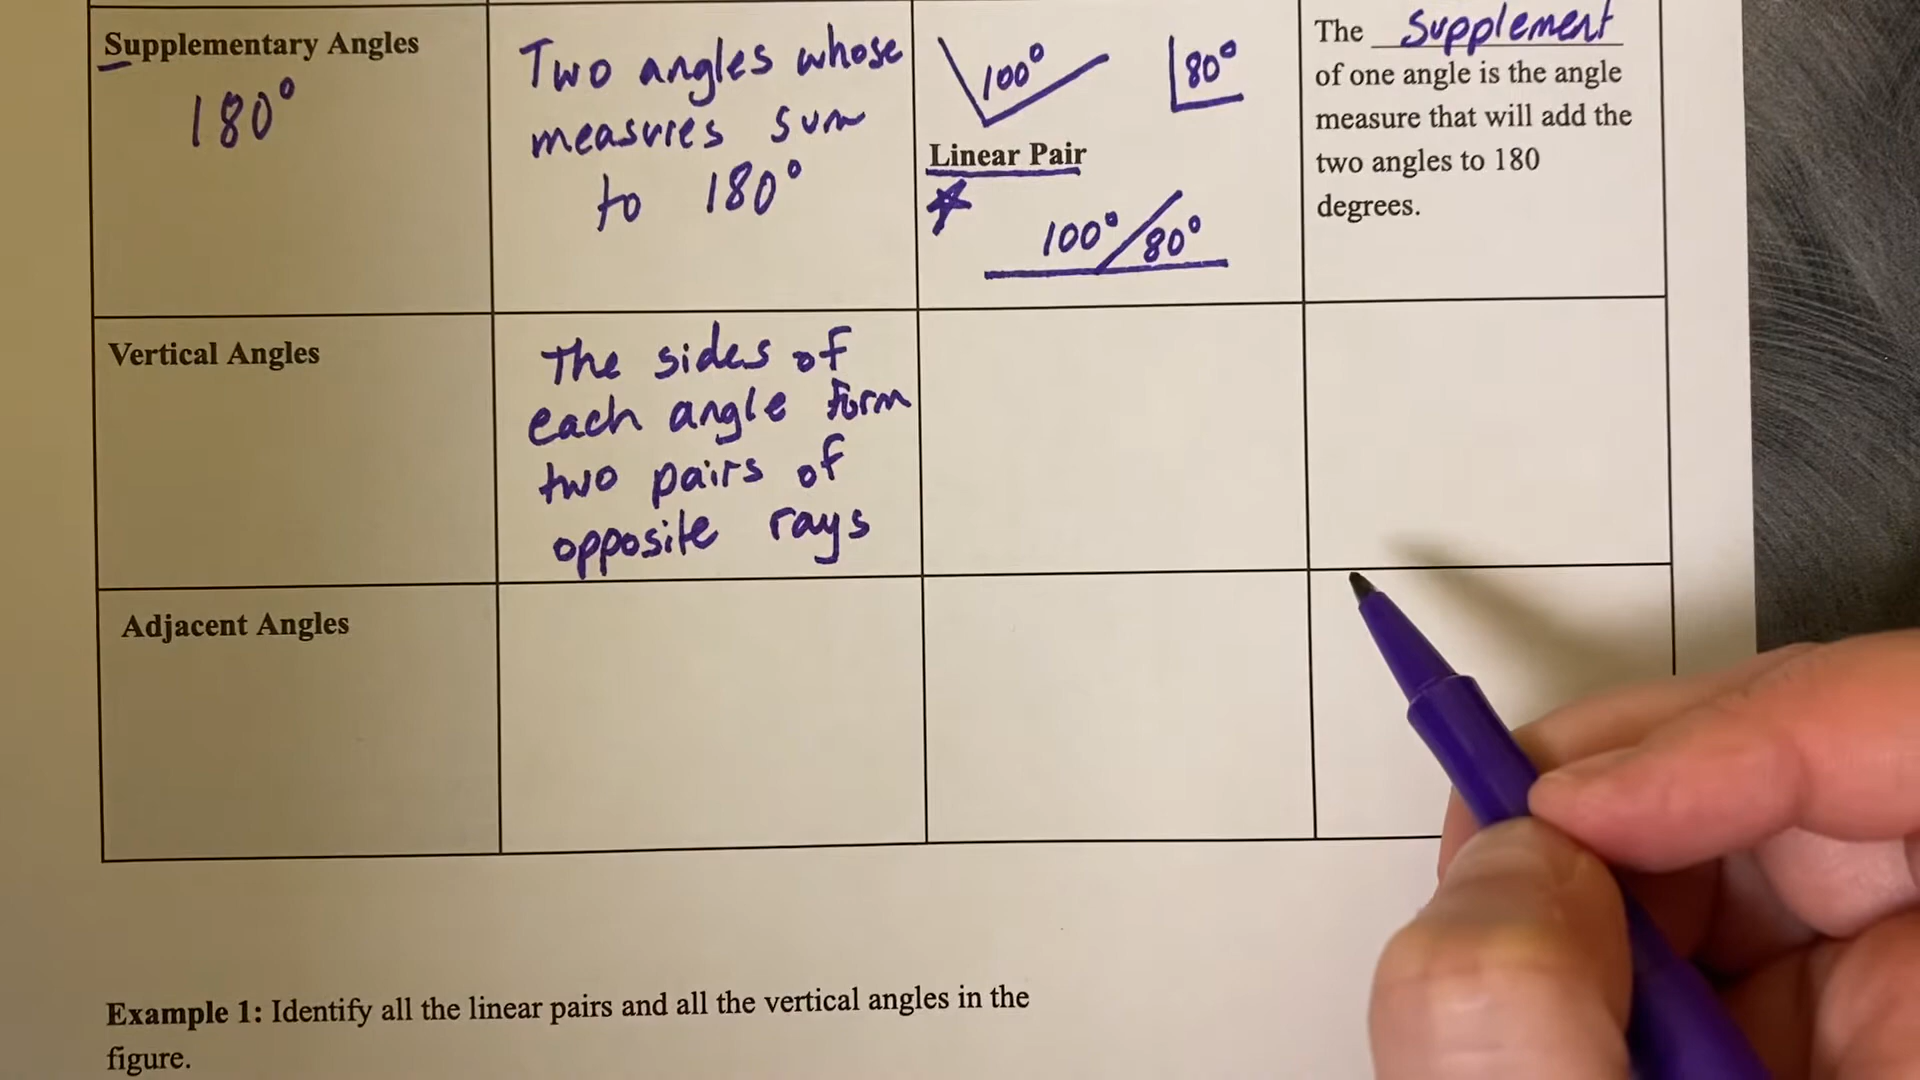 Supplementary Angles
180°
Two angles whose
measures sum
to 180°
100°
80°
Linear Pair
100° 80°
The Supplement
of one angle is the angle
measure that will add the
two angles to 180
degrees.
Vertical Angles
The sides of
each angle form
two pairs of
opposite rays
Adjacent Angles
Example 1: Identify all the linear pairs and all the vertical angles in the
figure.